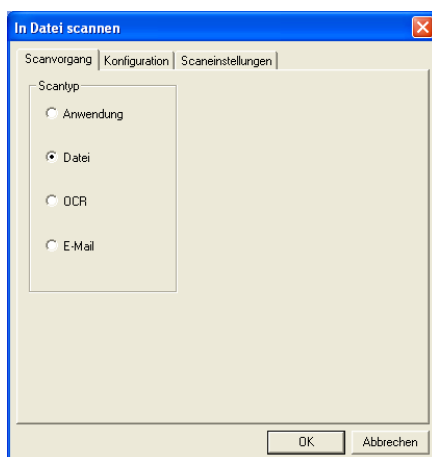 In Datei scannen
Scanvorgang Konfiguration Scaneinstellungen
Scantyp
Anwendung
Datei
OCR
E-Mail
OK Abbrechen